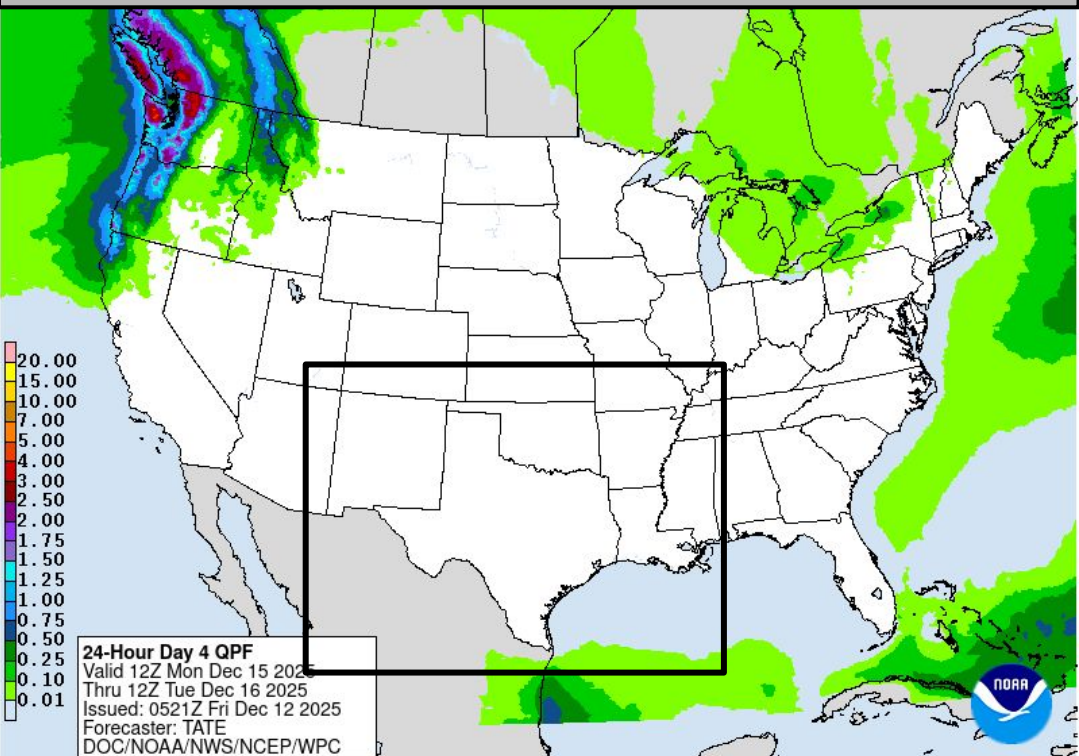 20.00
15.00
10.00
7.00
5.00
4.00
3.00
2.50
2.00
1.75
1.50
1.25
1.00
0.75
0.50
0.25
0.10
0.01
24-Hour Day 4 QPF
Valid 12Z Mon Dec 15 2025
Thru 12Z Tue Dec 16 2025
Issued: 0521Z Fri Dec 12 2025
Forecaster: TATE
DOC/NOAA/NWS/NCEP/WPC
NOAA